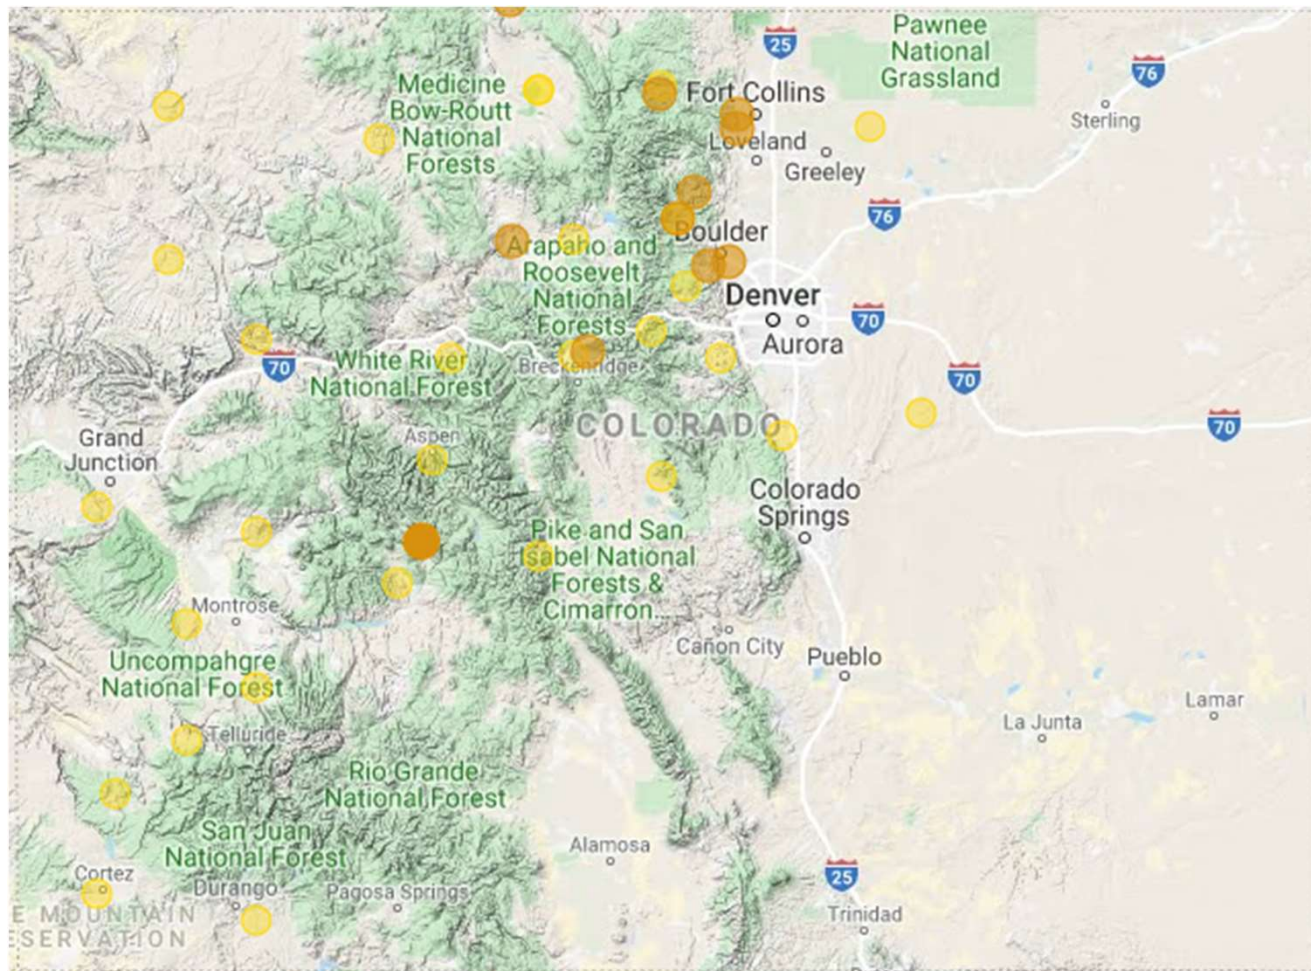 Pawnee
National
Grassland
25
76
Medicine
Bow-Routt
National
Forests
Fort Collins
Sterling
Loveland
Greeley
76
Boulder
Arapaho and
Roosevelt
National
Forests
Denver
70
Aurora
White River
National Forest
70
Breckenridge
70
COLORADO
70
Aspen
Grand
Junction
Colorado
Springs
Pike and San
Isabel National
Forests &
Cimarron...
Montrose
Cañon City
Pueblo
Uncompahgre
National Forest
Lamar
La Junta
Telluride
Rio Grande
National Forest
San Juan
National Forest
Alamosa
Cortez
Durango
Pagosa Springs
25
E MOUNTAIN
SERVATION
Trinidad